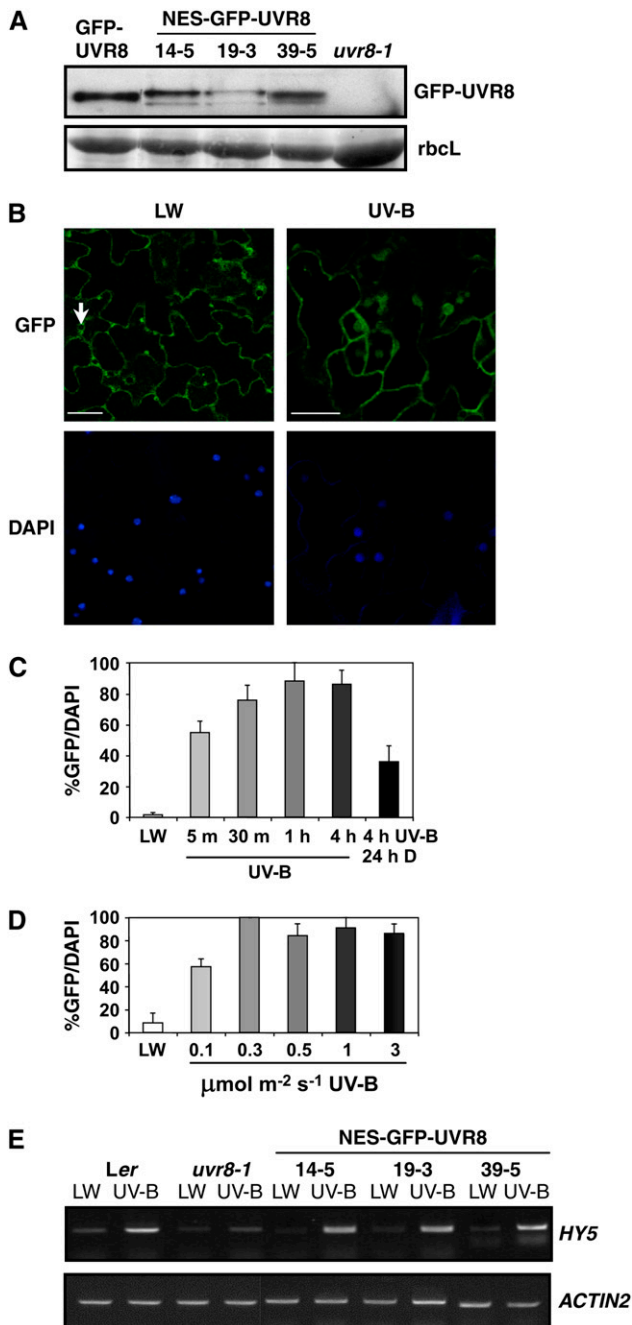 A
GFP-
UVR8
NES-GFP-UVR8
14-5 19-3 39-5 uvr8-1
GFP-UVR8
rbcL
B
LW UV-B
GFP
DAPI
C
%GFP/DAPI
100
80
60
40
20
0
LW 5 m 30 m 1 h 4 h 4 h UV-B
24 h D
UV-B
D
%GFP/DAPI
100
80
60
40
20
0
LW 0.1 0.3 0.5 1 3
μmol m-2 s-1 UV-B
E
NES-GFP-UVR8
Ler uvr8-1 14-5 19-3 39-5
LW UV-B LW UV-B LW UV-B LW UV-B LW UV-B
HY5
ACTIN2